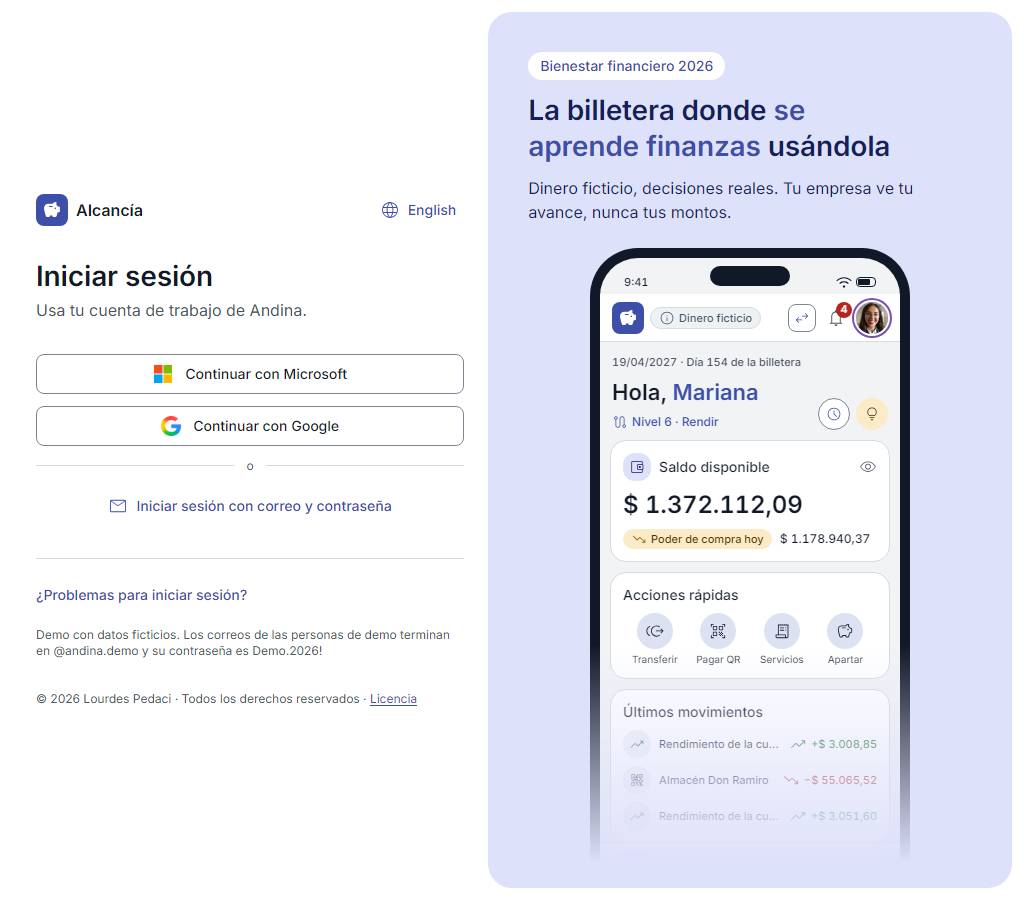 Alcancía
English
Iniciar sesión
Usa tu cuenta de trabajo de Andina.
Continuar con Microsoft
Continuar con Google
o
Iniciar sesión con correo y contraseña
¿Problemas para iniciar sesión?
Demo con datos ficticios. Los correos de las personas de demo terminan
en @andina.demo y su contraseña es Demo.2026!
© 2026 Lourdes Pedaci · Todos los derechos reservados · Licencia
Bienestar financiero 2026
La billetera donde se
aprende finanzas usándola
Dinero ficticio, decisiones reales. Tu empresa ve tu
avance, nunca tus montos.
9:41
Dinero ficticio
4
19/04/2027 · Día 154 de la billetera
Hola, Mariana
Nivel 6 · Rendir
Saldo disponible
$ 1.372.112,09
Poder de compra hoy $ 1.178.940,37
Acciones rápidas
Transferir Pagar QR Servicios Apartar
Últimos movimientos
Rendimiento de la cu... +$ 3.008,85
Almacén Don Ramiro −$ 55.065,52
Rendimiento de la cu... +$ 3.051,60